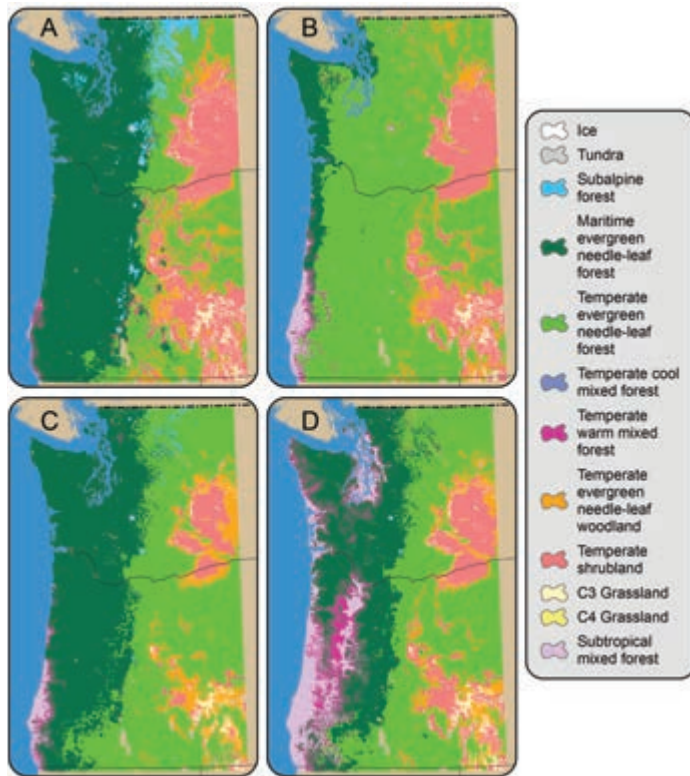 A
B
C
D
Ice
Tundra
Subalpine
forest
Maritime
evergreen
needle-leaf
forest
Temperate
evergreen
needle-leaf
forest
Temperate cool
mixed forest
Temperate
warm mixed
forest
Temperate
evergreen
needle-leaf
woodland
Temperate
shrubland
C3 Grassland
C4 Grassland
Subtropical
mixed forest